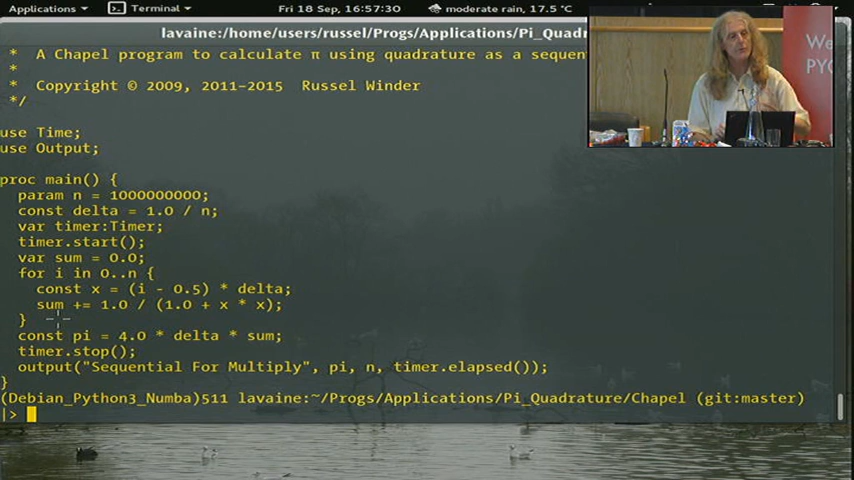 Applications
Terminal
Fri 18 Sep, 16:57:30
moderate rain, 17.5 °C
lavaine:/home/users/russel/Progs/Applications/Pi_Quadr
*  A Chapel program to calculate π using quadrature as a seque
*
*  Copyright © 2009, 2011-2015  Russel Winder
*/
use Time;
use Output;
proc main() {
param n = 1000000000;
const delta = 1.0 / n;
var timer:Timer;
timer.start();
var sum = 0.0;
for i in 0..n {
const x = (i - 0.5) * delta;
sum += 1.0 / (1.0 + x * x);
}
const pi = 4.0 * delta * sum;
timer.stop();
output("Sequential For Multiply", pi, n, timer.elapsed());
}
(Debian_Python3_Numba)511 lavaine:~/Progs/Applications/Pi_Quadrature/Chapel (git:master)
|>
We
PYC